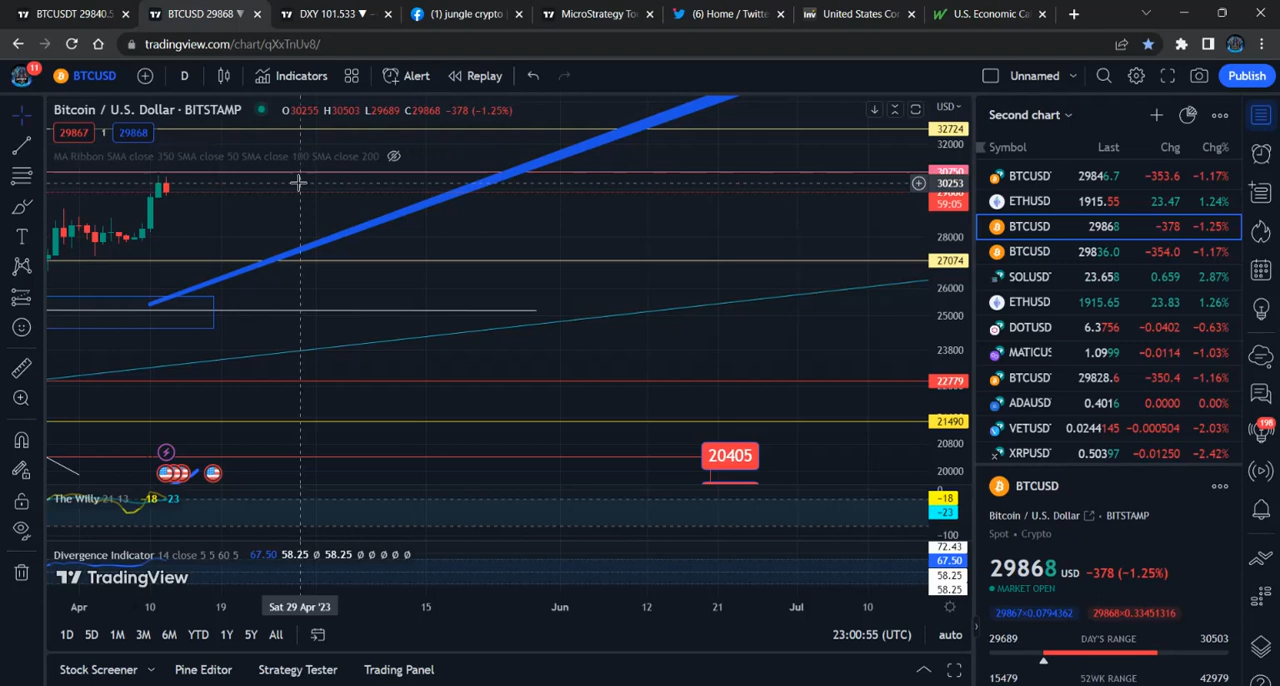 BTCUSDT 2840.5
BTCUSD 29868 ▼
DXY 101.533 ▼
(1) jungle crypto
MicroStrategy To
(6) Home / Twitte
United States Co
U.S. Economic Ca
tradingview.com/chart/qXxTnUv8/
11
BTCUSD
D
Indicators
Alert
Replay
Unnamed
Publish
Bitcoin / U.S. Dollar · BITSTAMP
O30255 H30503 L29689 C29868 -378 (-1.25%)
USD
29867 1 29868
MA Ribbon SMA close 350 SMA close 50 SMA close 100 SMA close 200
32724
32000
30750
30253
59:05
28000
27074
26000
25000
23800
22779
21490
20800
20405
20000
The Willy 21 13 -18 -23
-18
-23
-100
Divergence Indicator 14 close 5 5 60 5 67.50 58.25 Ø 58.25 Ø Ø Ø Ø Ø
72.43
67.50
58.25
58.25
TradingView
Apr 10 19 Sat 29 Apr '23 15 Jun 12 21 Jul 10
1D 5D 1M 3M 6M YTD 1Y 5Y All
23:00:55 (UTC)
auto
Stock Screener
Pine Editor
Strategy Tester
Trading Panel
Second chart
Symbol Last Chg Chg%
BTCUSD 29846.7 -353.6 -1.17%
ETHUSD 1915.55 23.47 1.24%
BTCUSD 29868 -378 -1.25%
BTCUSD 29836.0 -354.0 -1.17%
SOLUSD 23.658 0.659 2.87%
ETHUSD 1915.65 23.83 1.26%
DOTUSD 6.3756 -0.0402 -0.63%
MATICUS 1.0999 -0.0114 -1.03%
BTCUSD 29828.6 -350.4 -1.16%
ADAUSD 0.4016 0.0000 0.00%
VETUSD 0.0244145 -0.000504 -2.03%
XRPUSD 0.50397 -0.01250 -2.42%
198
BTCUSD
Bitcoin / U.S. Dollar · BITSTAMP
Spot · Crypto
29868 USD -378 (-1.25%)
MARKET OPEN
29867×0.0794362 29868×0.33451316
29689 DAY'S RANGE 30503
15479 52WK RANGE 42979